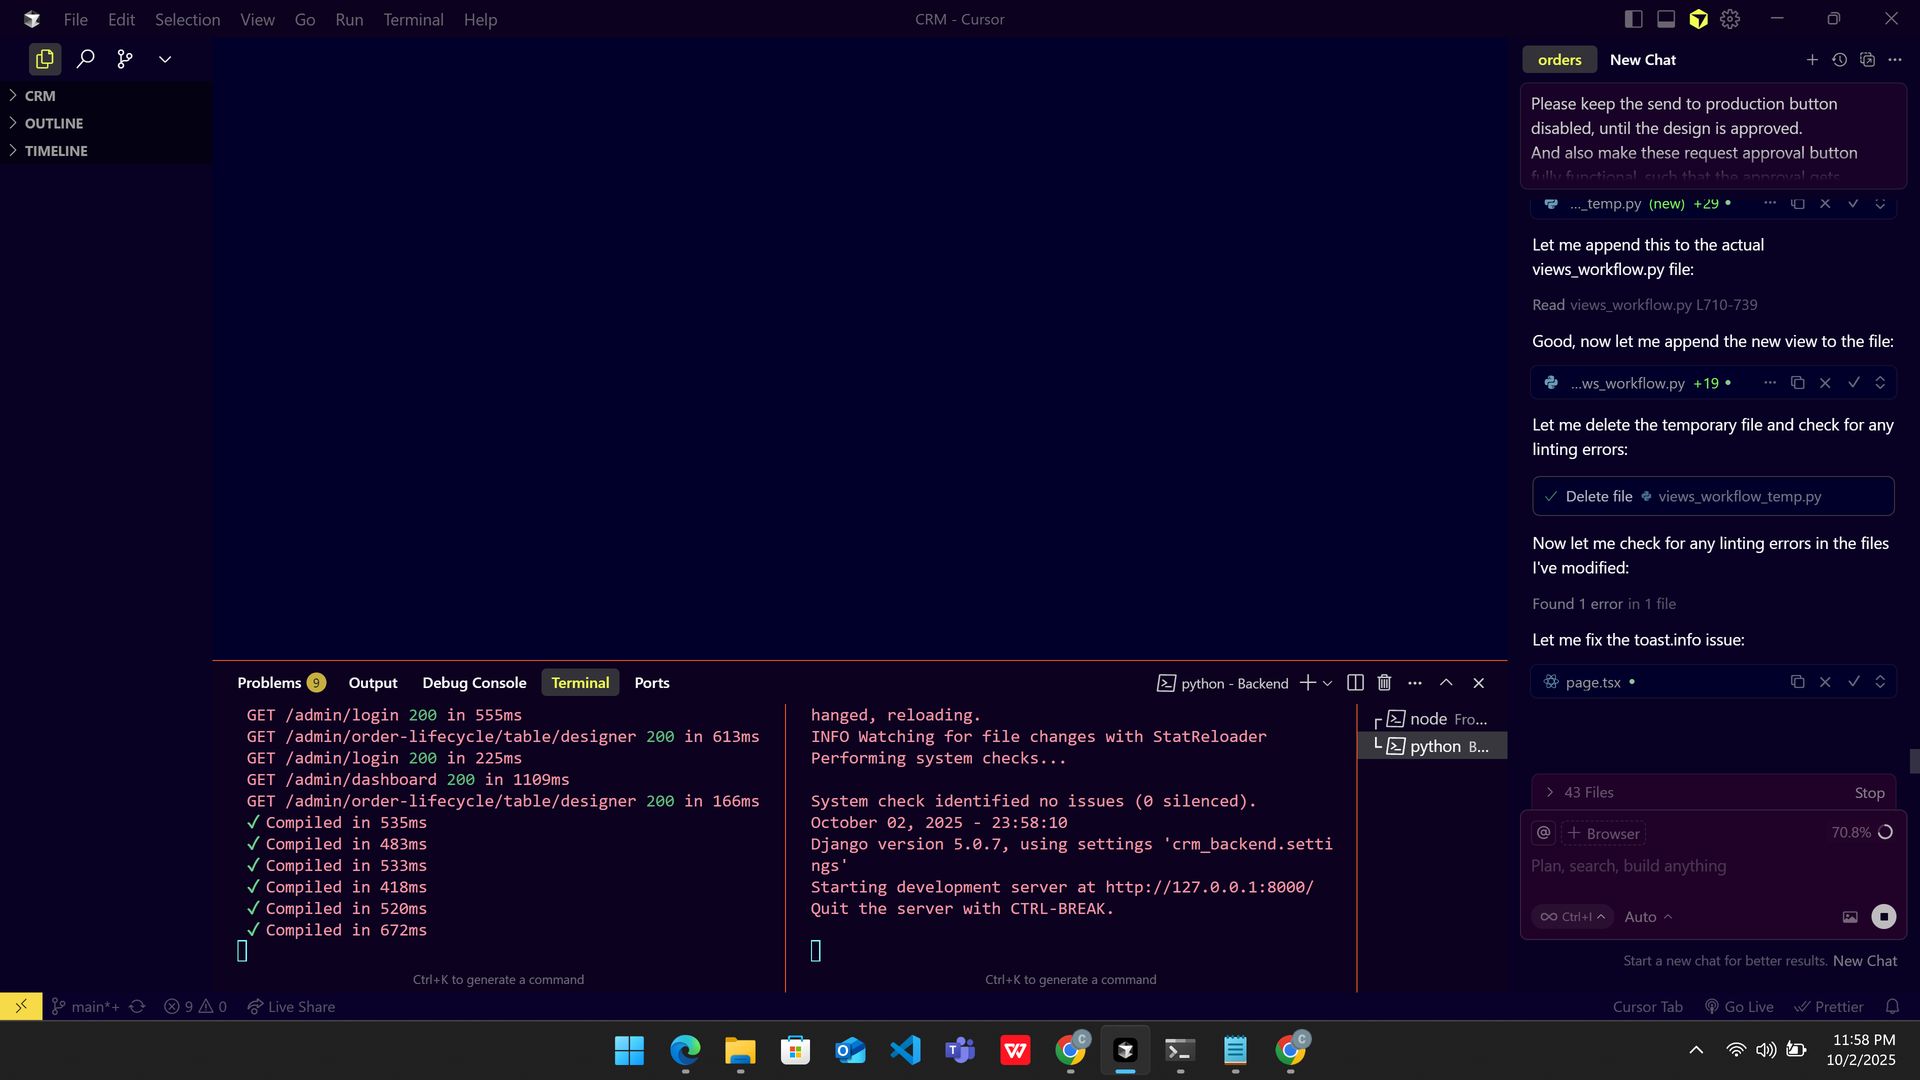 File Edit Selection View Go Run Terminal Help
CRM - Cursor
CRM
OUTLINE
TIMELINE
orders New Chat
Please keep the send to production button
disabled, until the design is approved.
And also make these request approval button
fully functional, such that the approval gets
..._temp.py (new) +29
Let me append this to the actual
views_workflow.py file:
Read views_workflow.py L710-739
Good, now let me append the new view to the file:
...ws_workflow.py +19
Let me delete the temporary file and check for any
linting errors:
Delete file views_workflow_temp.py
Now let me check for any linting errors in the files
I've modified:
Found 1 error in 1 file
Let me fix the toast.info issue:
page.tsx
43 Files Stop
@ + Browser 70.8%
Plan, search, build anything
∞ Ctrl+I Auto
Start a new chat for better results. New Chat
Problems 9 Output Debug Console Terminal Ports
python - Backend
GET /admin/login 200 in 555ms
GET /admin/order-lifecycle/table/designer 200 in 613ms
GET /admin/login 200 in 225ms
GET /admin/dashboard 200 in 1109ms
GET /admin/order-lifecycle/table/designer 200 in 166ms
✓ Compiled in 535ms
✓ Compiled in 483ms
✓ Compiled in 533ms
✓ Compiled in 418ms
✓ Compiled in 520ms
✓ Compiled in 672ms
Ctrl+K to generate a command
hanged, reloading.
INFO Watching for file changes with StatReloader
Performing system checks...
System check identified no issues (0 silenced).
October 02, 2025 - 23:58:10
Django version 5.0.7, using settings 'crm_backend.setti
ngs'
Starting development server at http://127.0.0.1:8000/
Quit the server with CTRL-BREAK.
Ctrl+K to generate a command
node Fro...
python B...
main*+ 9 0 Live Share
Cursor Tab Go Live Prettier
11:58 PM
10/2/2025